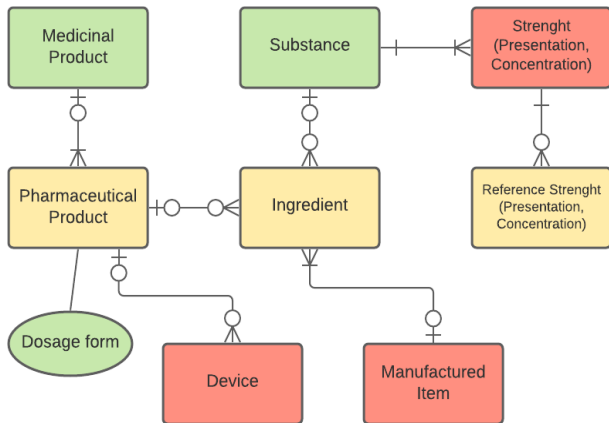 Medicinal
Product
Substance
Strenght
(Presentation,
Concentration)
Pharmaceutical
Product
Ingredient
Reference Strenght
(Presentation,
Concentration)
Dosage form
Device
Manufactured
Item